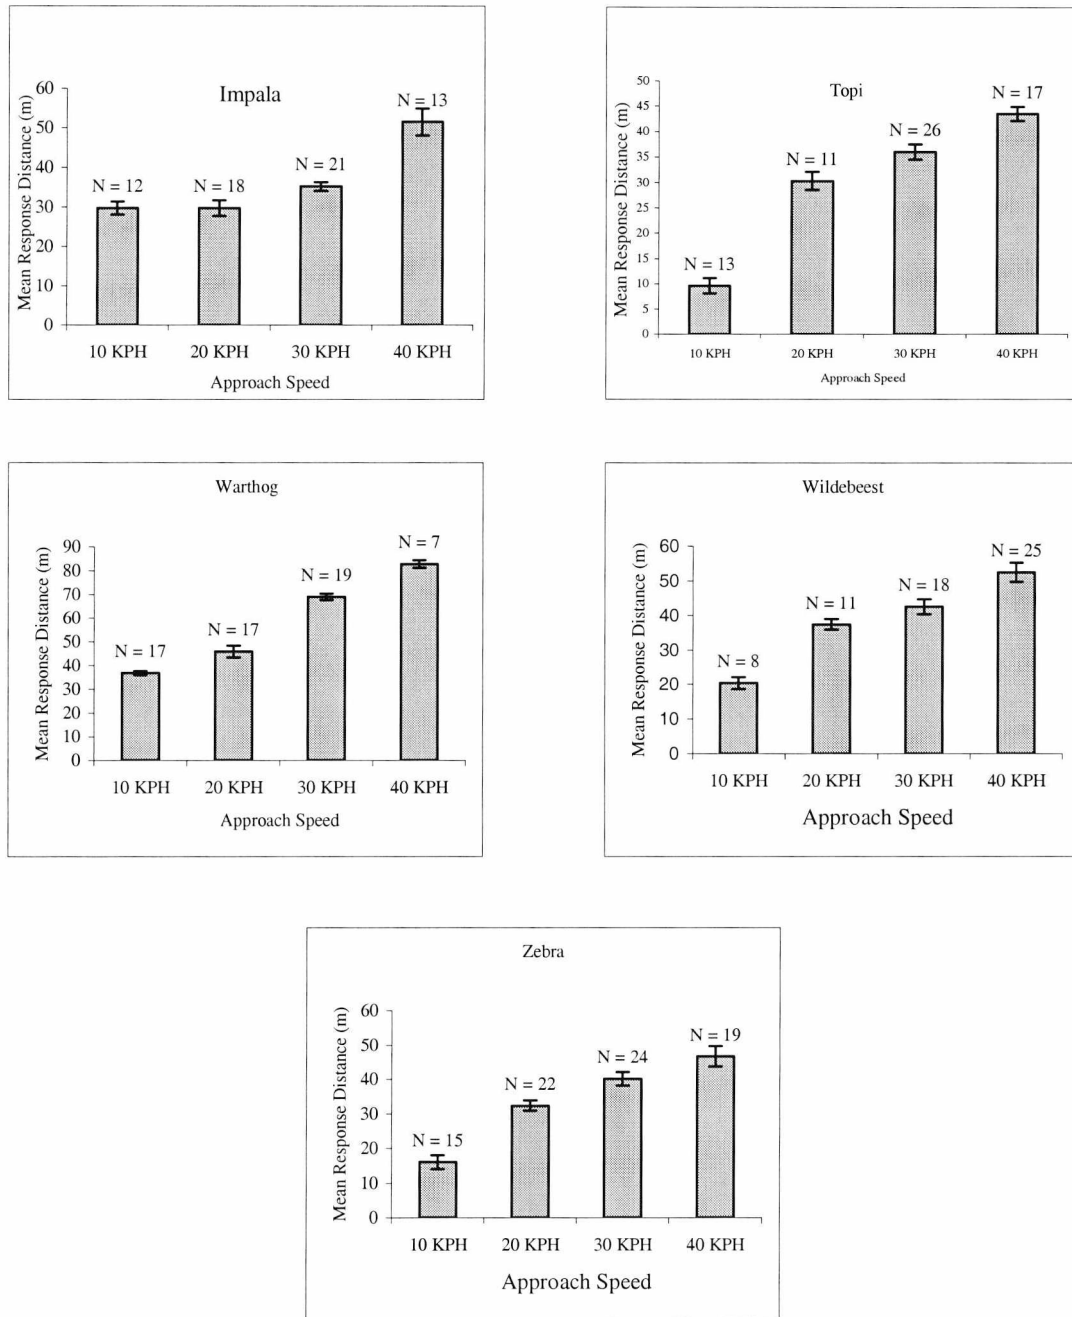 Impala
Mean Response Distance (m)
60
50
40
30
20
10
0
N = 12
N = 18
N = 21
N = 13
10 KPH 20 KPH 30 KPH 40 KPH
Approach Speed
Topi
Mean Response Distance (m)
50
45
40
35
30
25
20
15
10
5
0
N = 13
N = 11
N = 26
N = 17
10 KPH 20 KPH 30 KPH 40 KPH
Approach Speed
Warthog
Mean Response Distance (m)
90
80
70
60
50
40
30
20
10
0
N = 17
N = 17
N = 19
N = 7
10 KPH 20 KPH 30 KPH 40 KPH
Approach Speed
Wildebeest
Mean Response Distance (m)
60
50
40
30
20
10
0
N = 8
N = 11
N = 18
N = 25
10 KPH 20 KPH 30 KPH 40 KPH
Approach Speed
Zebra
Mean Response Distance (m)
60
50
40
30
20
10
0
N = 15
N = 22
N = 24
N = 19
10 KPH 20 KPH 30 KPH 40 KPH
Approach Speed